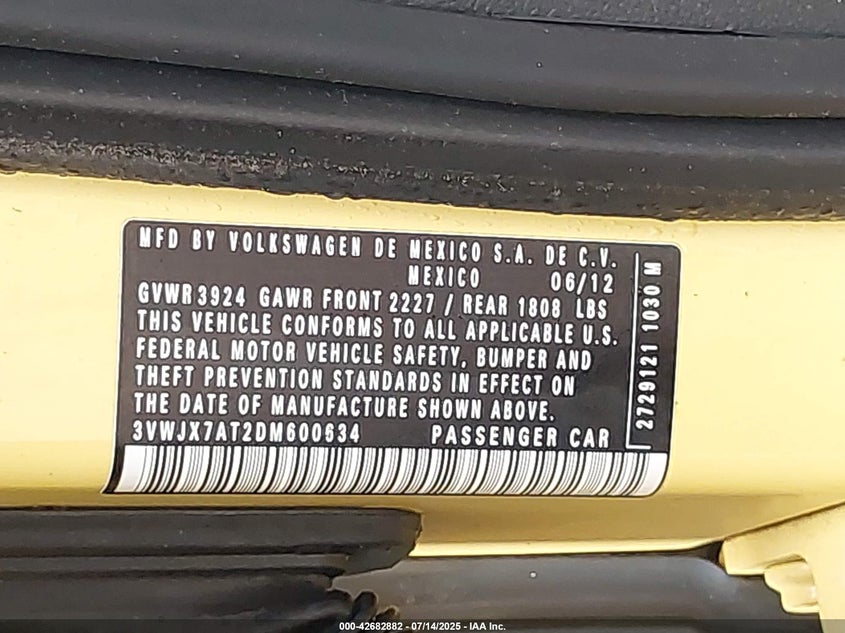 MFD BY VOLKSWAGEN DE MEXICO S.A. DE C.V.
MEXICO 06/12
GVWR 3924 GAWR FRONT 2227 / REAR 1808 LBS
THIS VEHICLE CONFORMS TO ALL APPLICABLE U.S.
FEDERAL MOTOR VEHICLE SAFETY, BUMPER AND
THEFT PREVENTION STANDARDS IN EFFECT ON
THE DATE OF MANUFACTURE SHOWN ABOVE.
3VWJX7AT2DM600634 PASSENGER CAR
2729121 1030 M
000-42682882 - 07/14/2025 - IAA Inc.